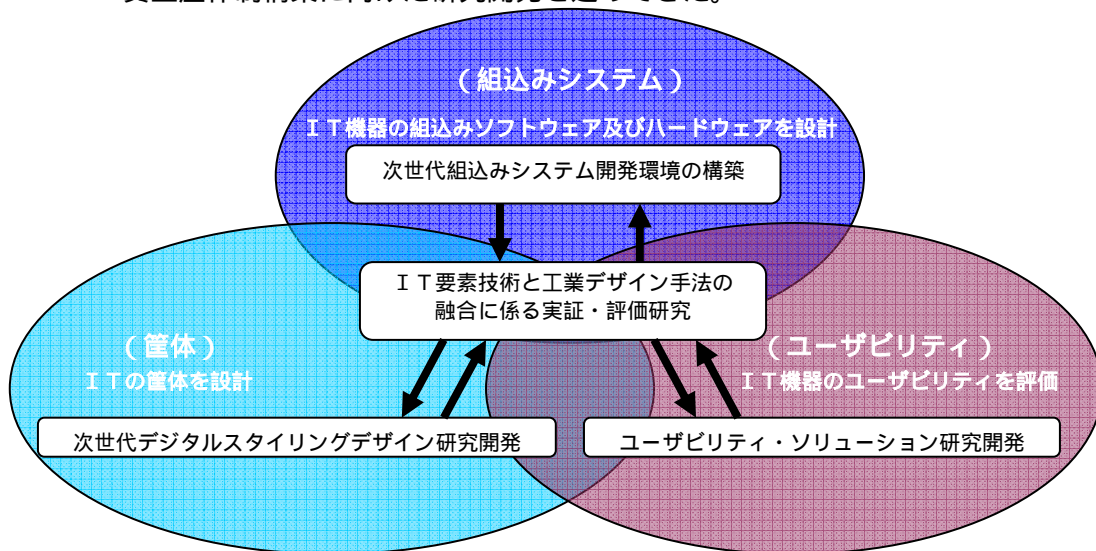 （組込みシステム）
ＩＴ機器の組込みソフトウェア及びハードウェアを設計
次世代組込みシステム開発環境の構築
ＩＴ要素技術と工業デザイン手法の
融合に係る実証・評価研究
（筐体）
ＩＴの筐体を設計
次世代デジタルスタイリングデザイン研究開発
（ユーザビリティ）
ＩＴ機器のユーザビリティを評価
ユーザビリティ・ソリューション研究開発